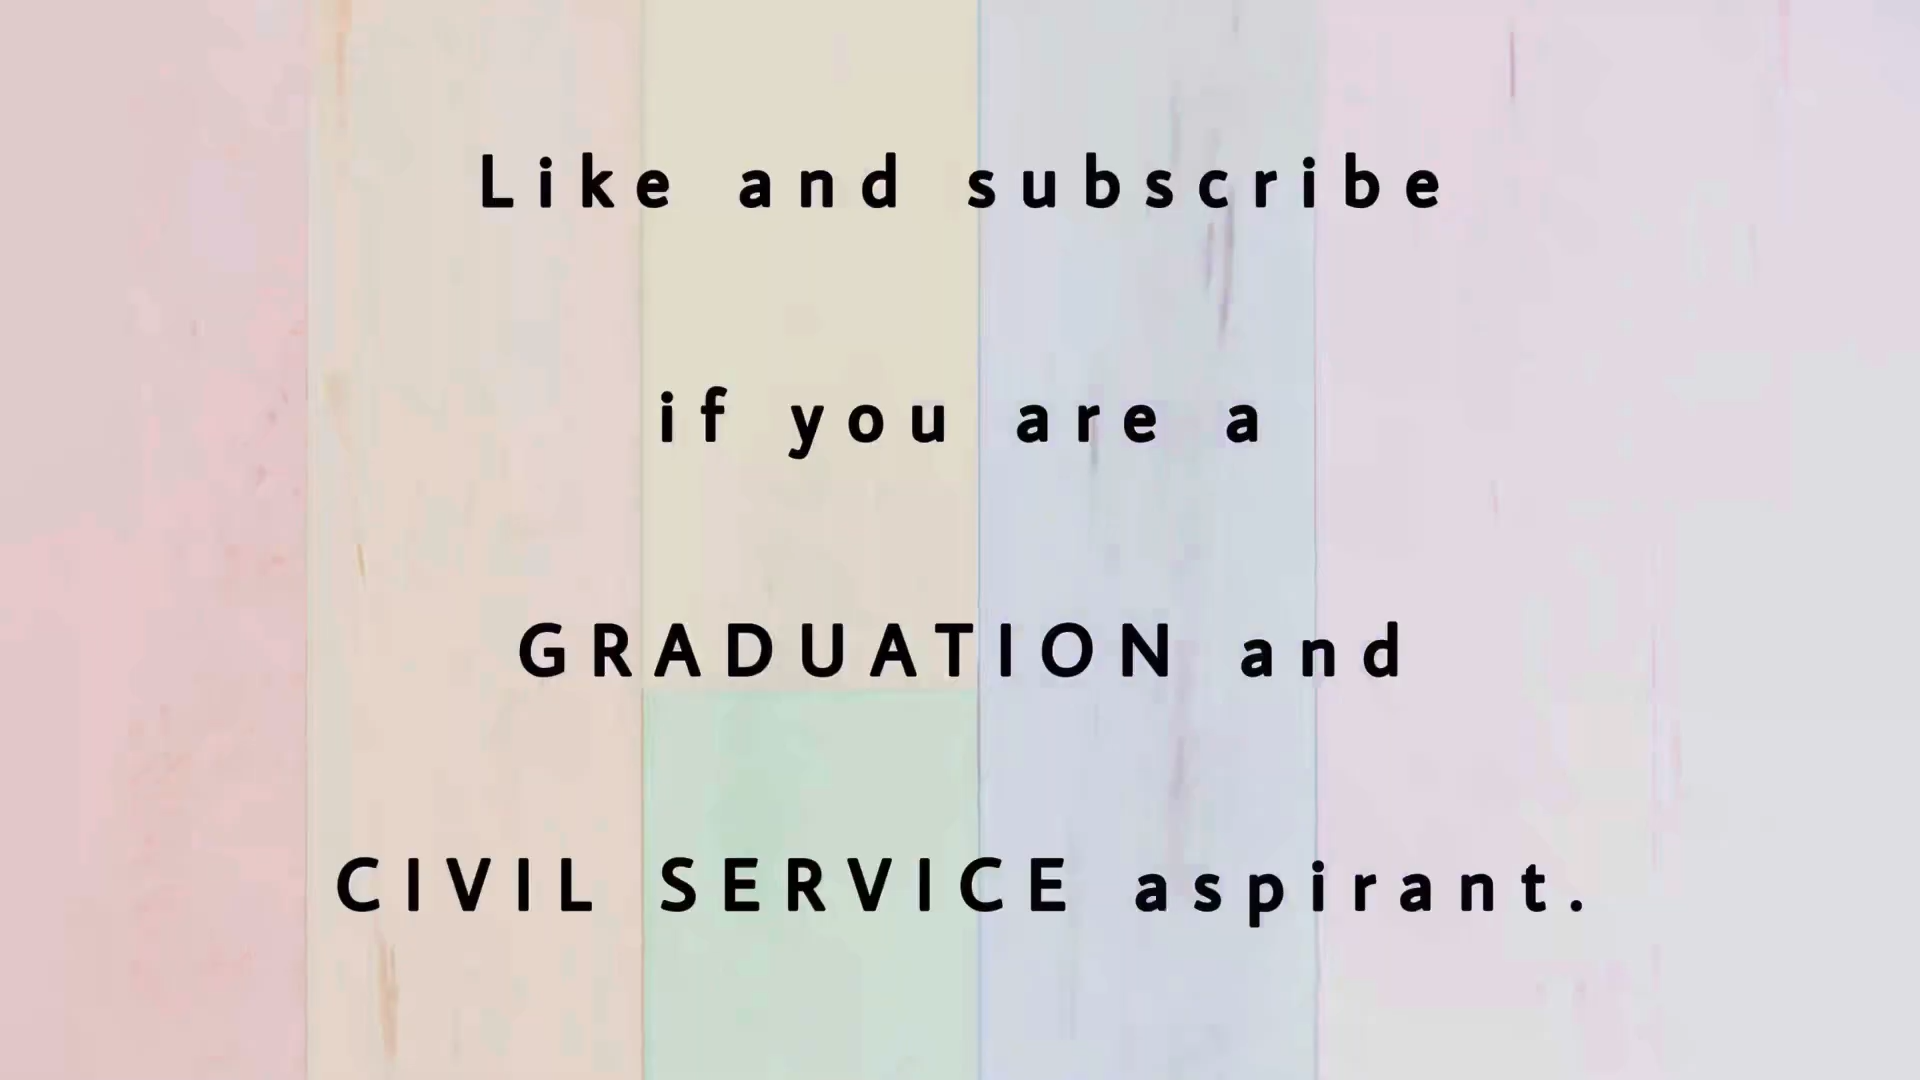 Like and subscribe
if you are a
GRADUATION and
CIVIL SERVICE aspirant.